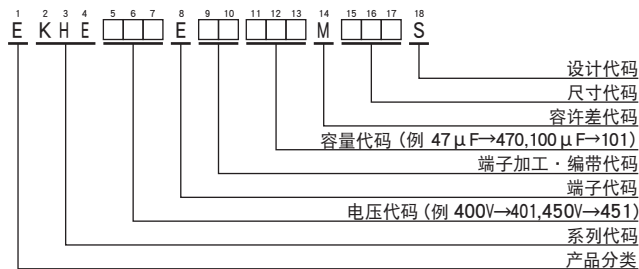 1 2 3 4 5 6 7 8 9 10 11 12 13 14 15 16 17 18
E K H E □□□ E □□ □□□ M □□□ S
设计代码
尺寸代码
容许差代码
容量代码 (例 47μF→470,100μF→101)
端子加工・编带代码
端子代码
电压代码 (例 400V→401,450V→451)
系列代码
产品分类